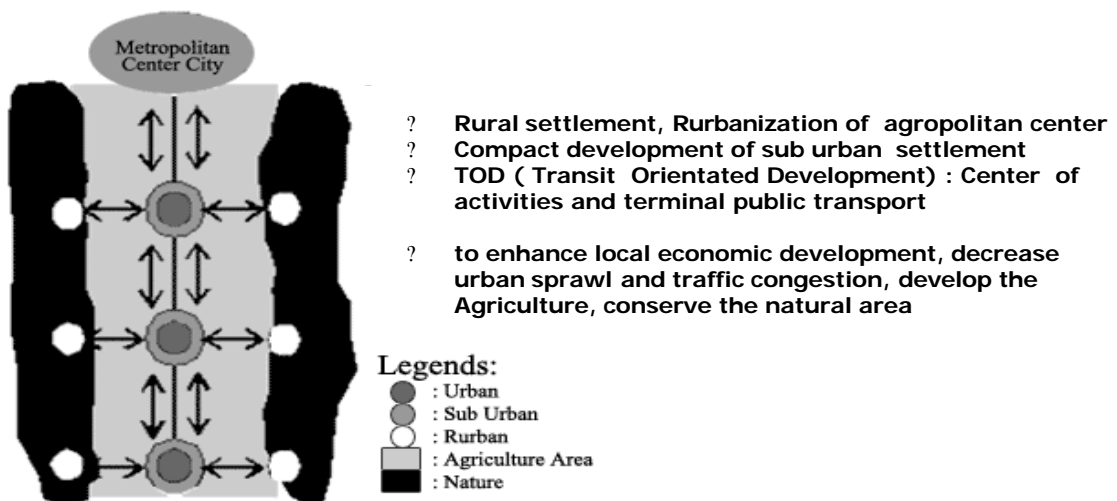 Metropolitan
Center City
? Rural settlement, Rurbanization of agropolitan center
? Compact development of sub urban settlement
? TOD ( Transit Orientated Development) : Center of
activities and terminal public transport
? to enhance local economic development, decrease
urban sprawl and traffic congestion, develop the
Agriculture, conserve the natural area
Legends:
: Urban
: Sub Urban
: Rurban
: Agriculture Area
: Nature